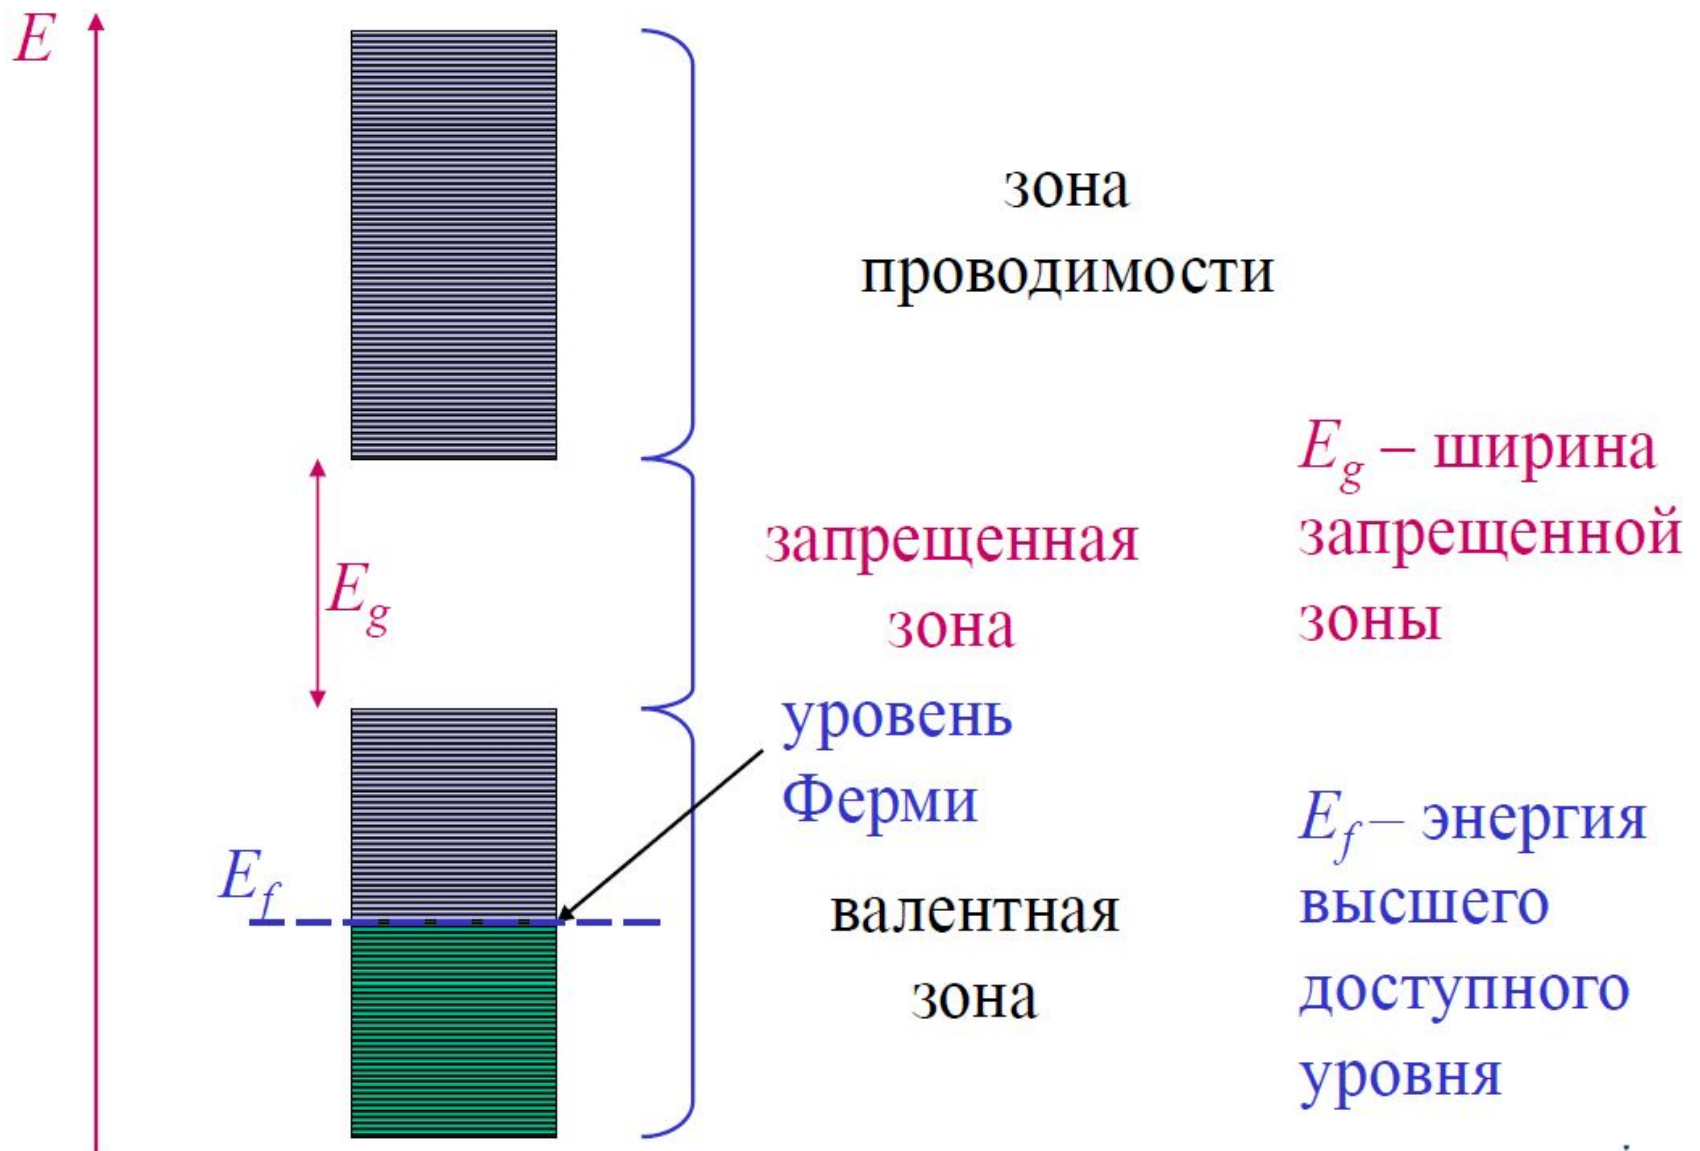 E
зона
проводимости
E_g – ширина
запрещенной
зоны
запрещенная
зона
E_g
уровень
Ферми
E_f – энергия
высшего
доступного
уровня
E_f
валентная
зона